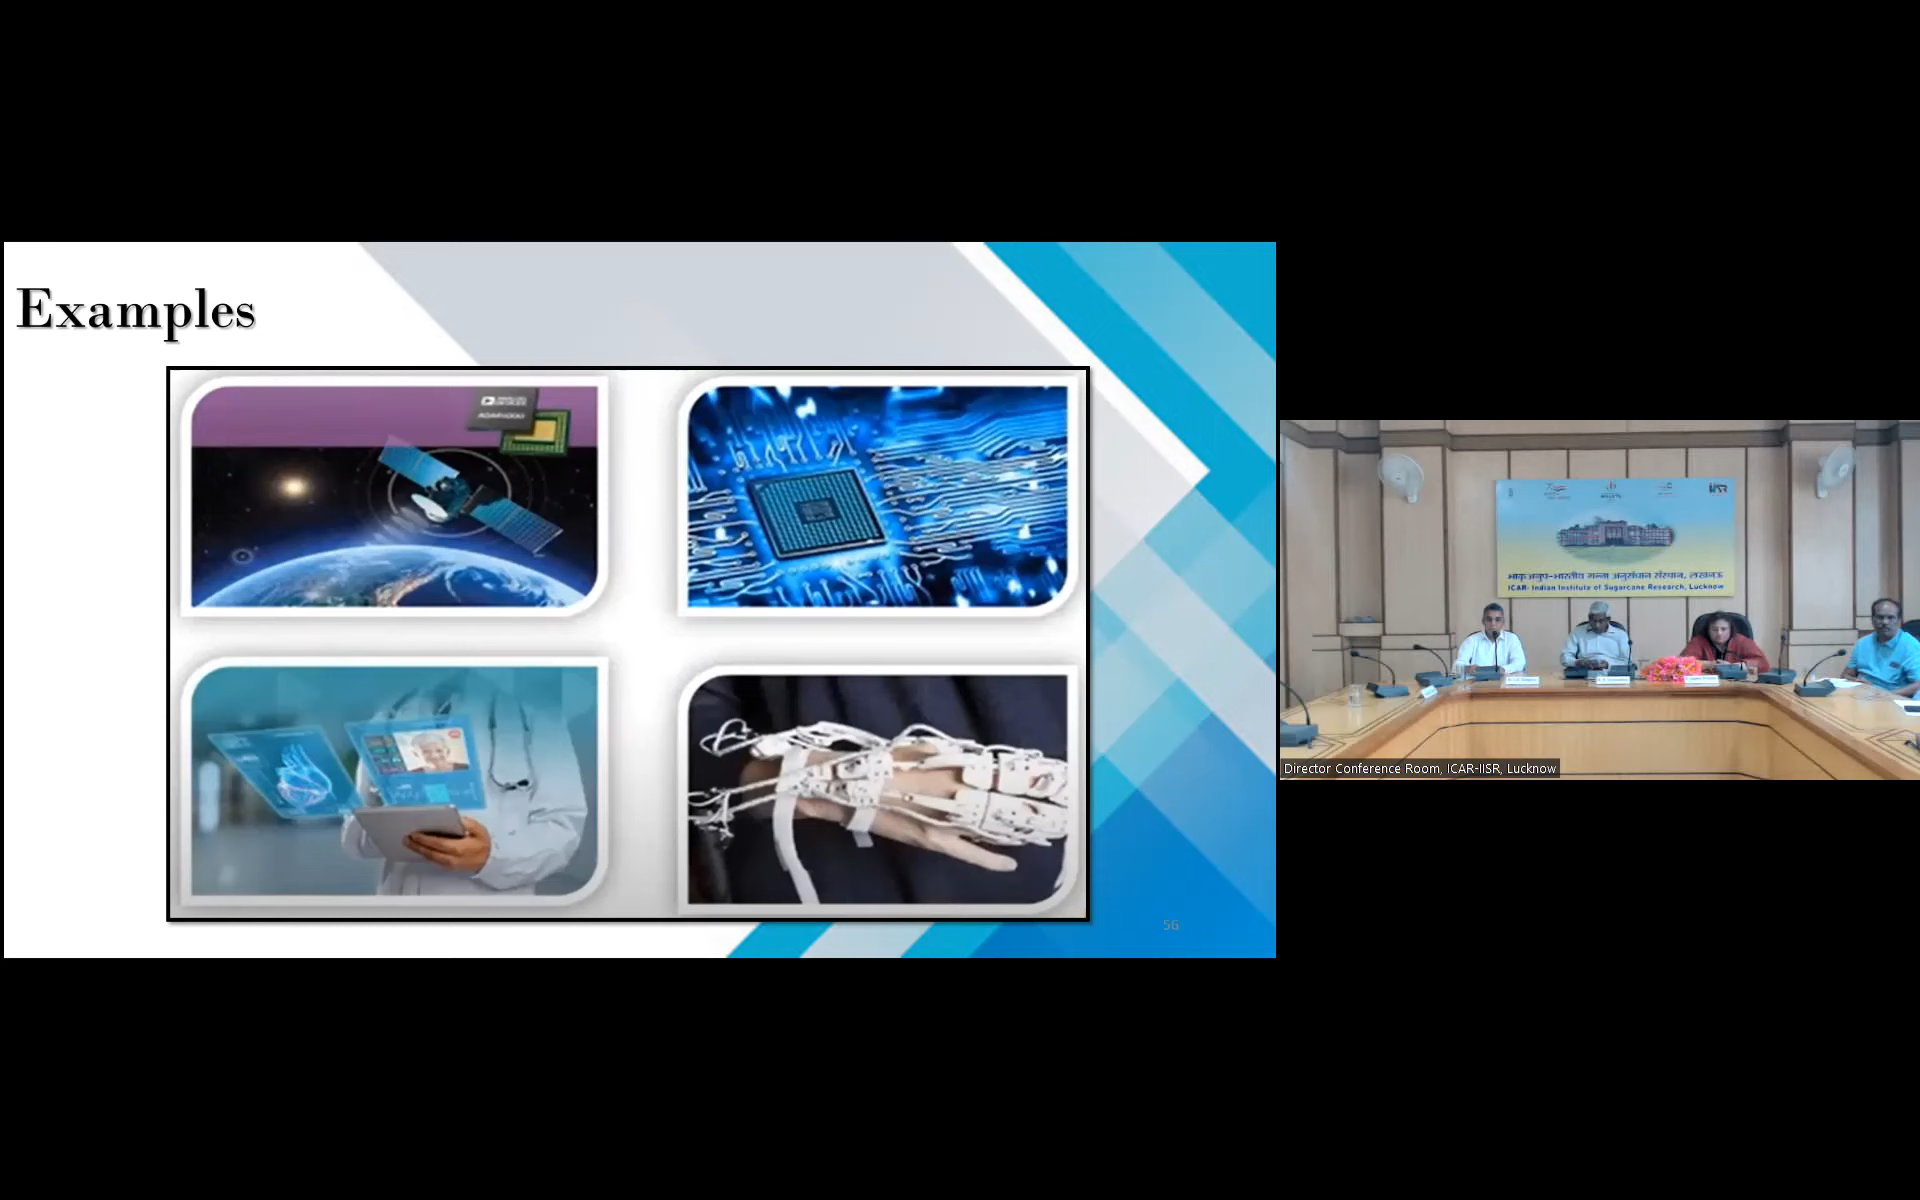 Examples
56
भाकृअनुप-भारतीय गन्ना अनुसंधान संस्थान, लखनऊ
ICAR- Indian Institute of Sugarcane Research, Lucknow
Director Conference Room, ICAR-IISR, Lucknow